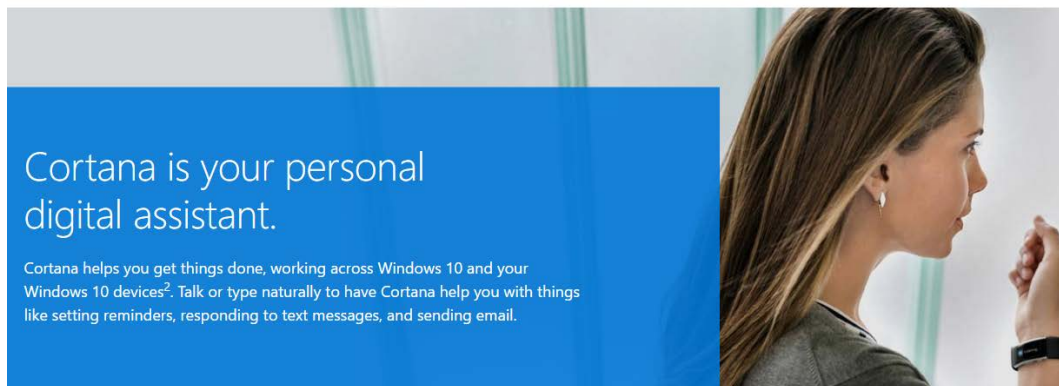 Cortana is your personal
digital assistant.
Cortana helps you get things done, working across Windows 10 and your
Windows 10 devices². Talk or type naturally to have Cortana help you with things
like setting reminders, responding to text messages, and sending email.